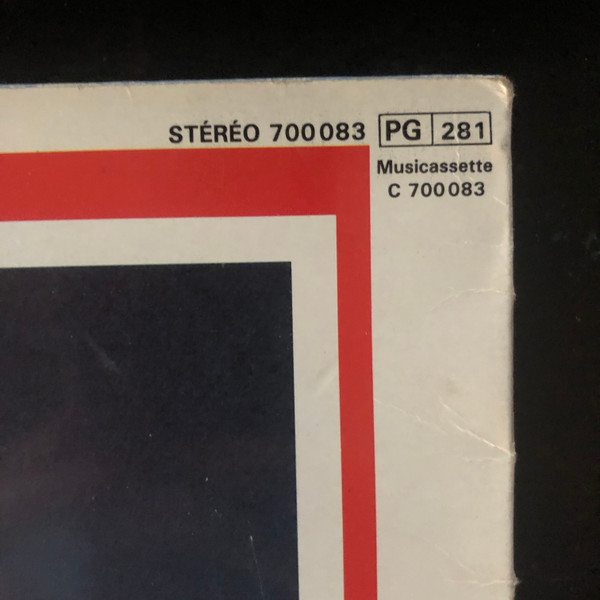 STÉRÉO 700083 PG 281
Musicassette
C 700083